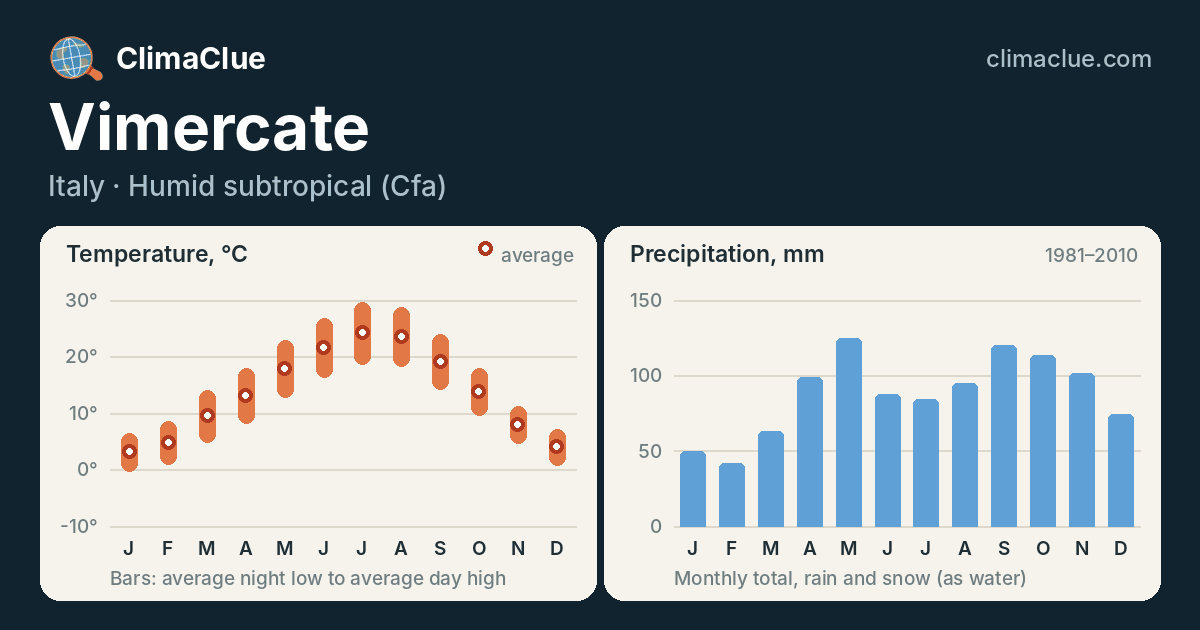 ClimaClue
climaclue.com
Vimercate
Italy · Humid subtropical (Cfa)
Temperature, °C
average
30°
20°
10°
0°
-10°
J F M A M J J A S O N D
Bars: average night low to average day high
Precipitation, mm
1981–2010
150
100
50
0
J F M A M J J A S O N D
Monthly total, rain and snow (as water)